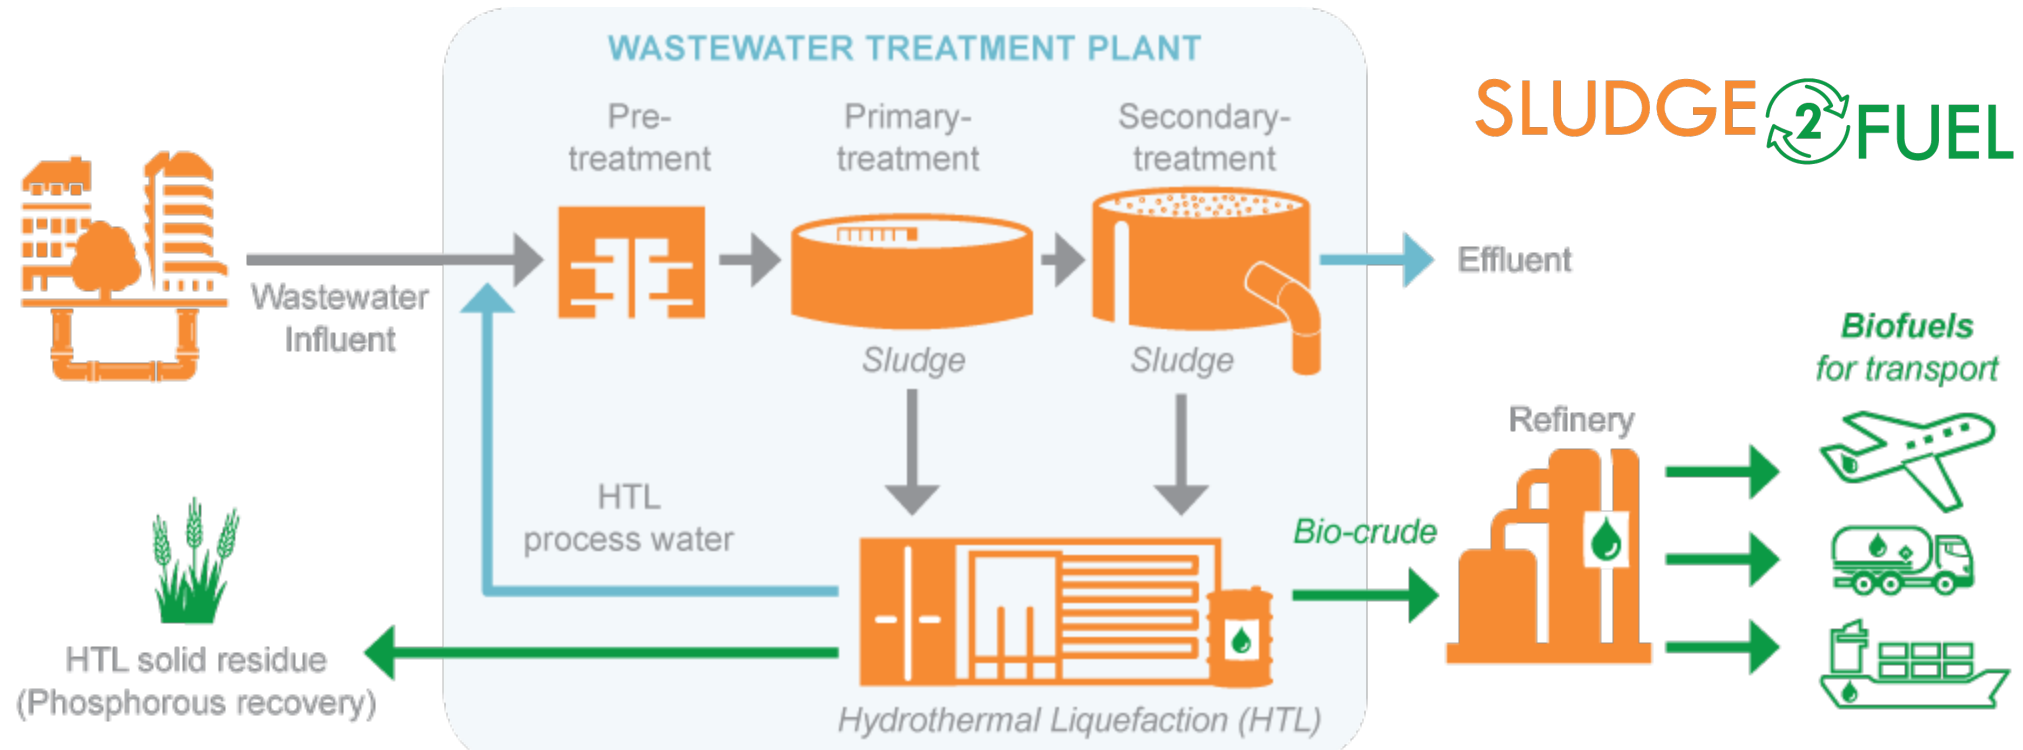 WASTEWATER TREATMENT PLANT
SLUDGE 2 FUEL
Pre-
treatment
Primary-
treatment
Secondary-
treatment
Wastewater
Influent
Effluent
Sludge
Sludge
Biofuels
for transport
Refinery
HTL
process water
Bio-crude
HTL solid residue
(Phosphorous recovery)
Hydrothermal Liquefaction (HTL)